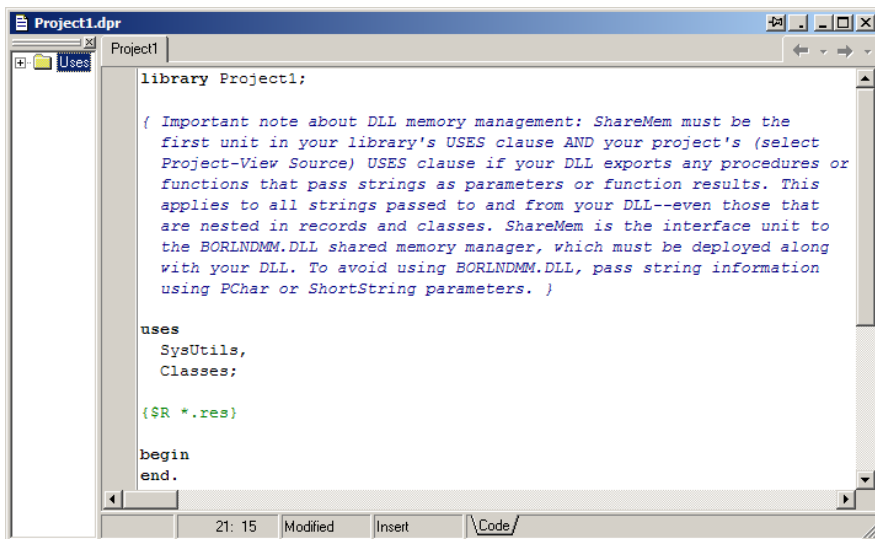 Project1.dpr
Uses
Project1
library Project1;
{ Important note about DLL memory management: ShareMem must be the
first unit in your library's USES clause AND your project's (select
Project-View Source) USES clause if your DLL exports any procedures or
functions that pass strings as parameters or function results. This
applies to all strings passed to and from your DLL--even those that
are nested in records and classes. ShareMem is the interface unit to
the BORLNDMM.DLL shared memory manager, which must be deployed along
with your DLL. To avoid using BORLNDMM.DLL, pass string information
using PChar or ShortString parameters. }
uses
SysUtils,
Classes;
{$R *.res}
begin
end.
21: 15 Modified Insert \Code/